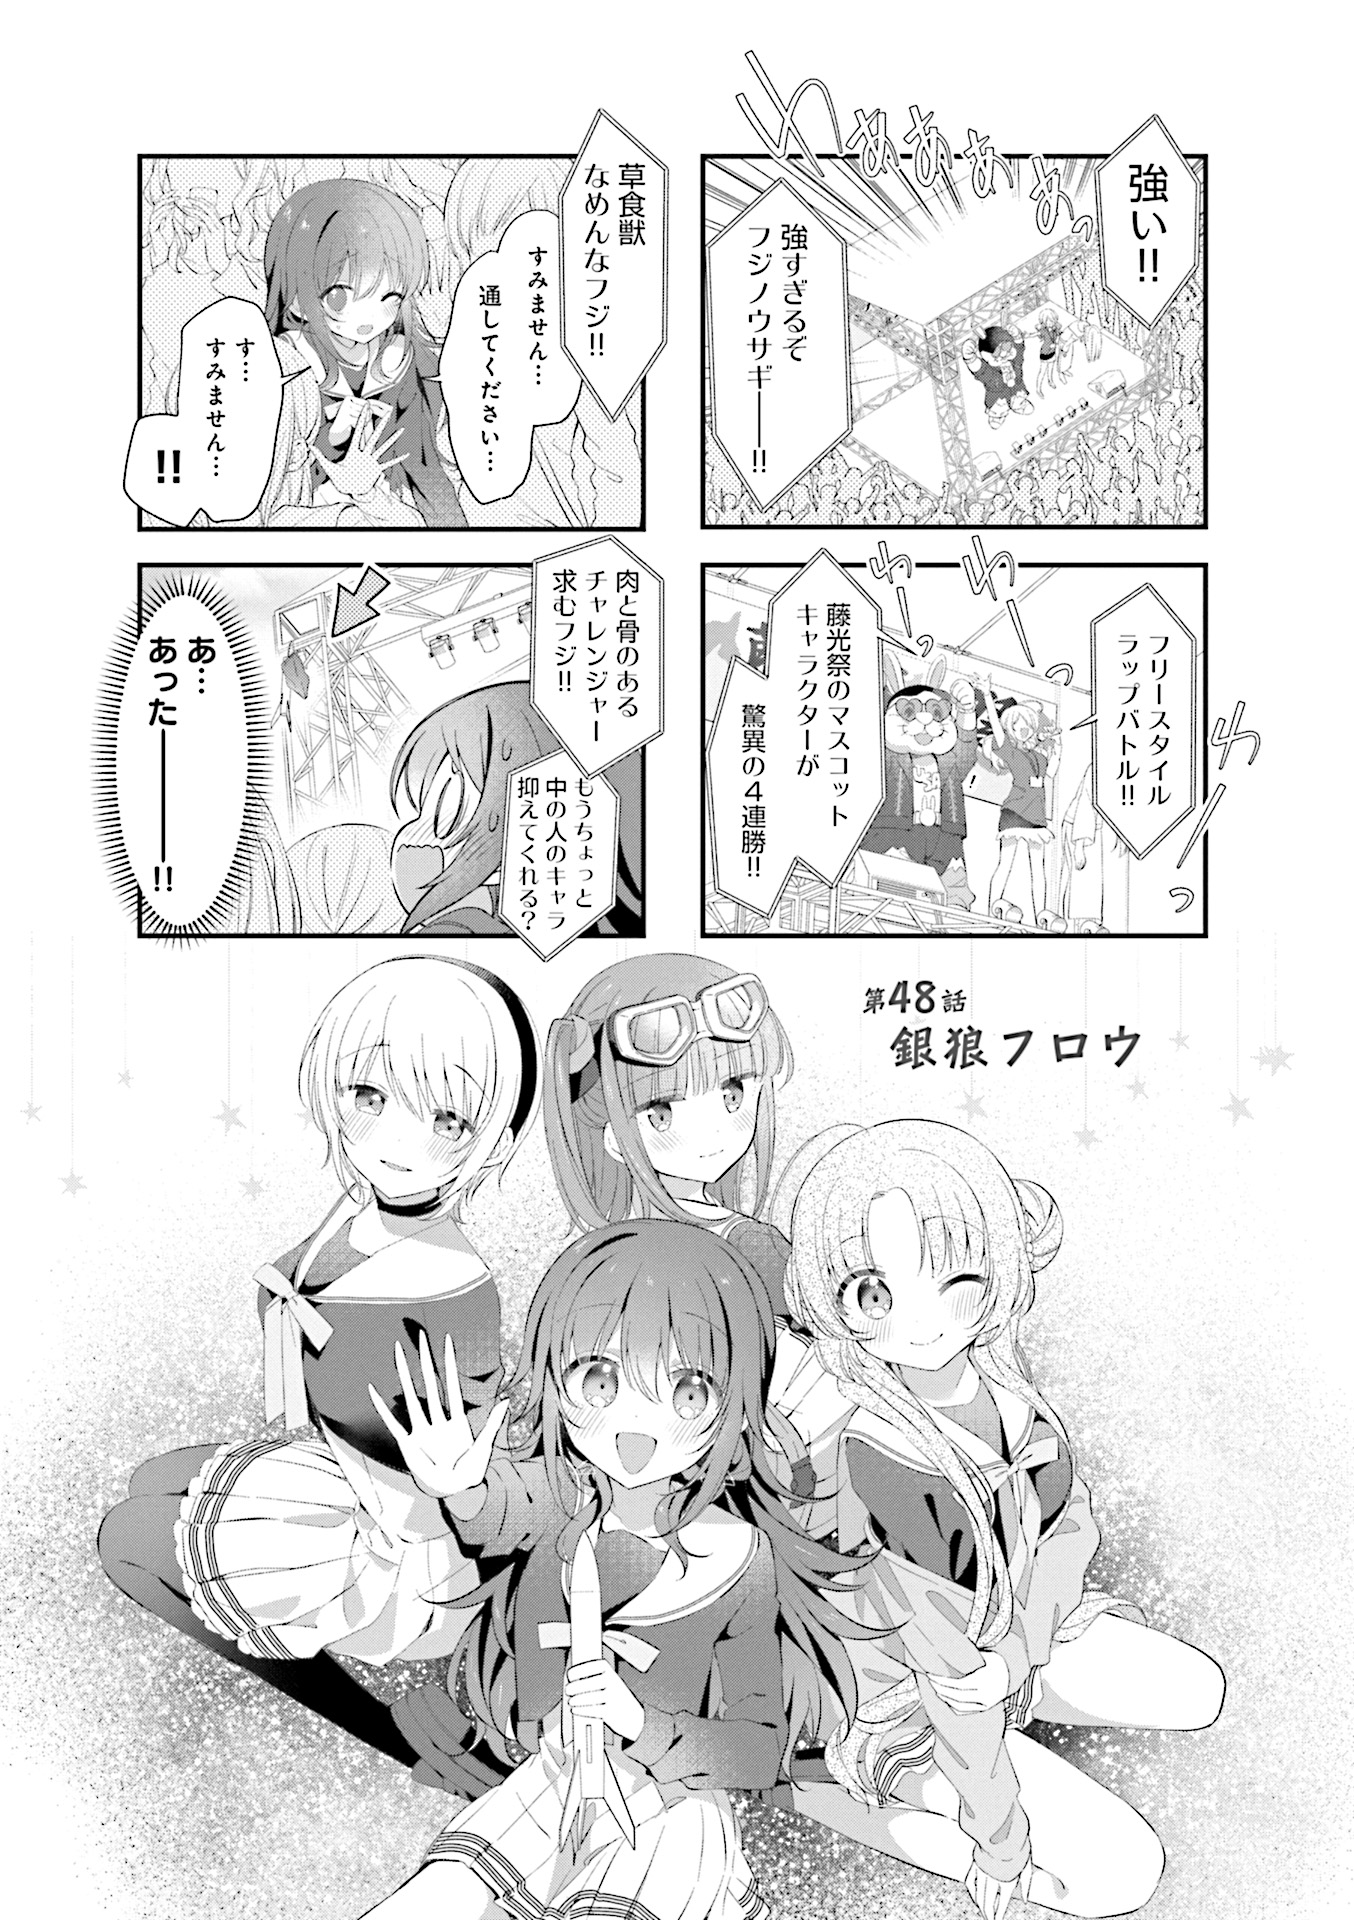 わぁぁぁぁぁっ
強い!!
強すぎるぞ
フジノウサギ――!!
わーー
わーー
わーーっ
フリースタイル
ラップバトル!!
藤光祭のマスコット
キャラクターが
驚異の4連勝!!
草食獣
なめんなフジ!!
すみません…
通してください…
す…
すみません…
!!
肉と骨のある
チャレンジャー
求むフジ!!
もうちょっと
中の人のキャラ
抑えてくれる?
あ…
あった――――!!
第48話
銀狼フロウ